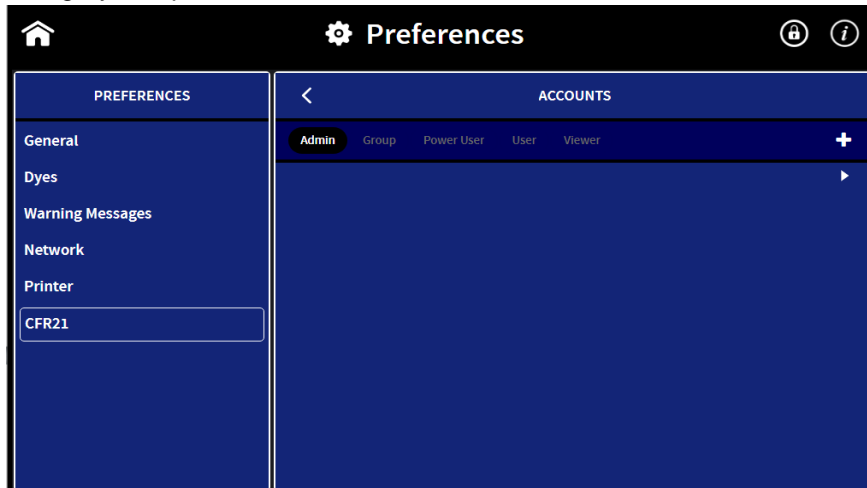 Preferences
PREFERENCES
General
Dyes
Warning Messages
Network
Printer
CFR21
ACCOUNTS
Admin Group Power User User Viewer